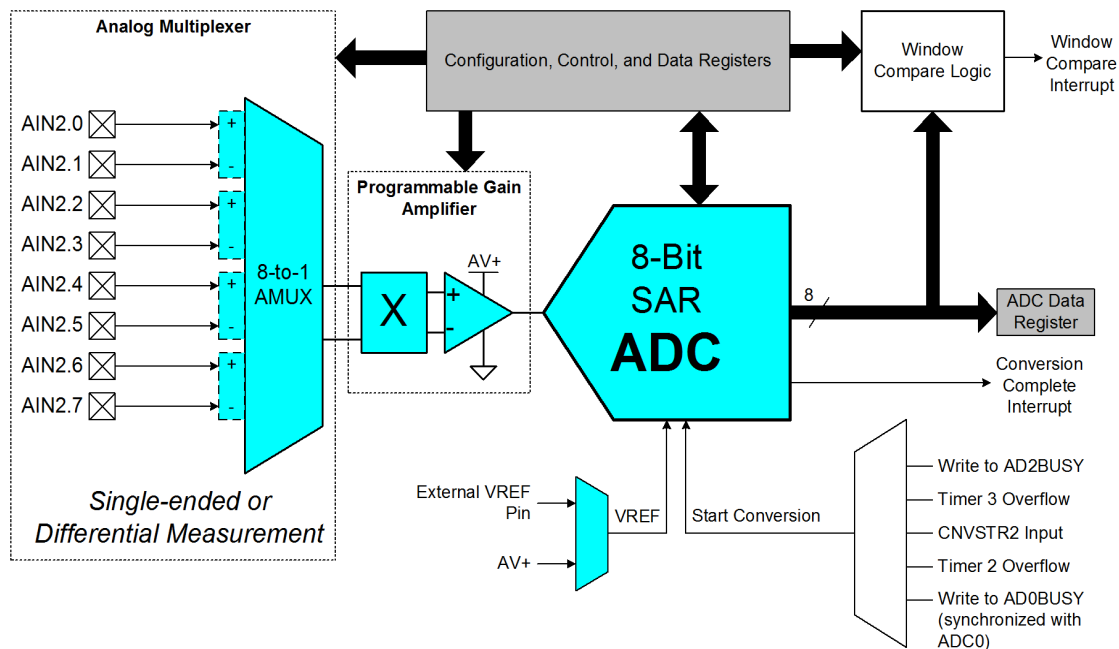 Analog Multiplexer
AIN2.0
AIN2.1
AIN2.2
AIN2.3
AIN2.4
AIN2.5
AIN2.6
AIN2.7
+
-
+
-
+
-
+
-
8-to-1
AMUX
Single-ended or
Differential Measurement
Configuration, Control, and Data Registers
Programmable Gain
Amplifier
X
+
-
AV+
8-Bit
SAR
ADC
Window
Compare Logic
Window
Compare
Interrupt
8
ADC Data
Register
Conversion
Complete
Interrupt
External VREF
Pin
AV+
VREF
Start Conversion
Write to AD2BUSY
Timer 3 Overflow
CNVSTR2 Input
Timer 2 Overflow
Write to AD0BUSY
(synchronized with
ADC0)